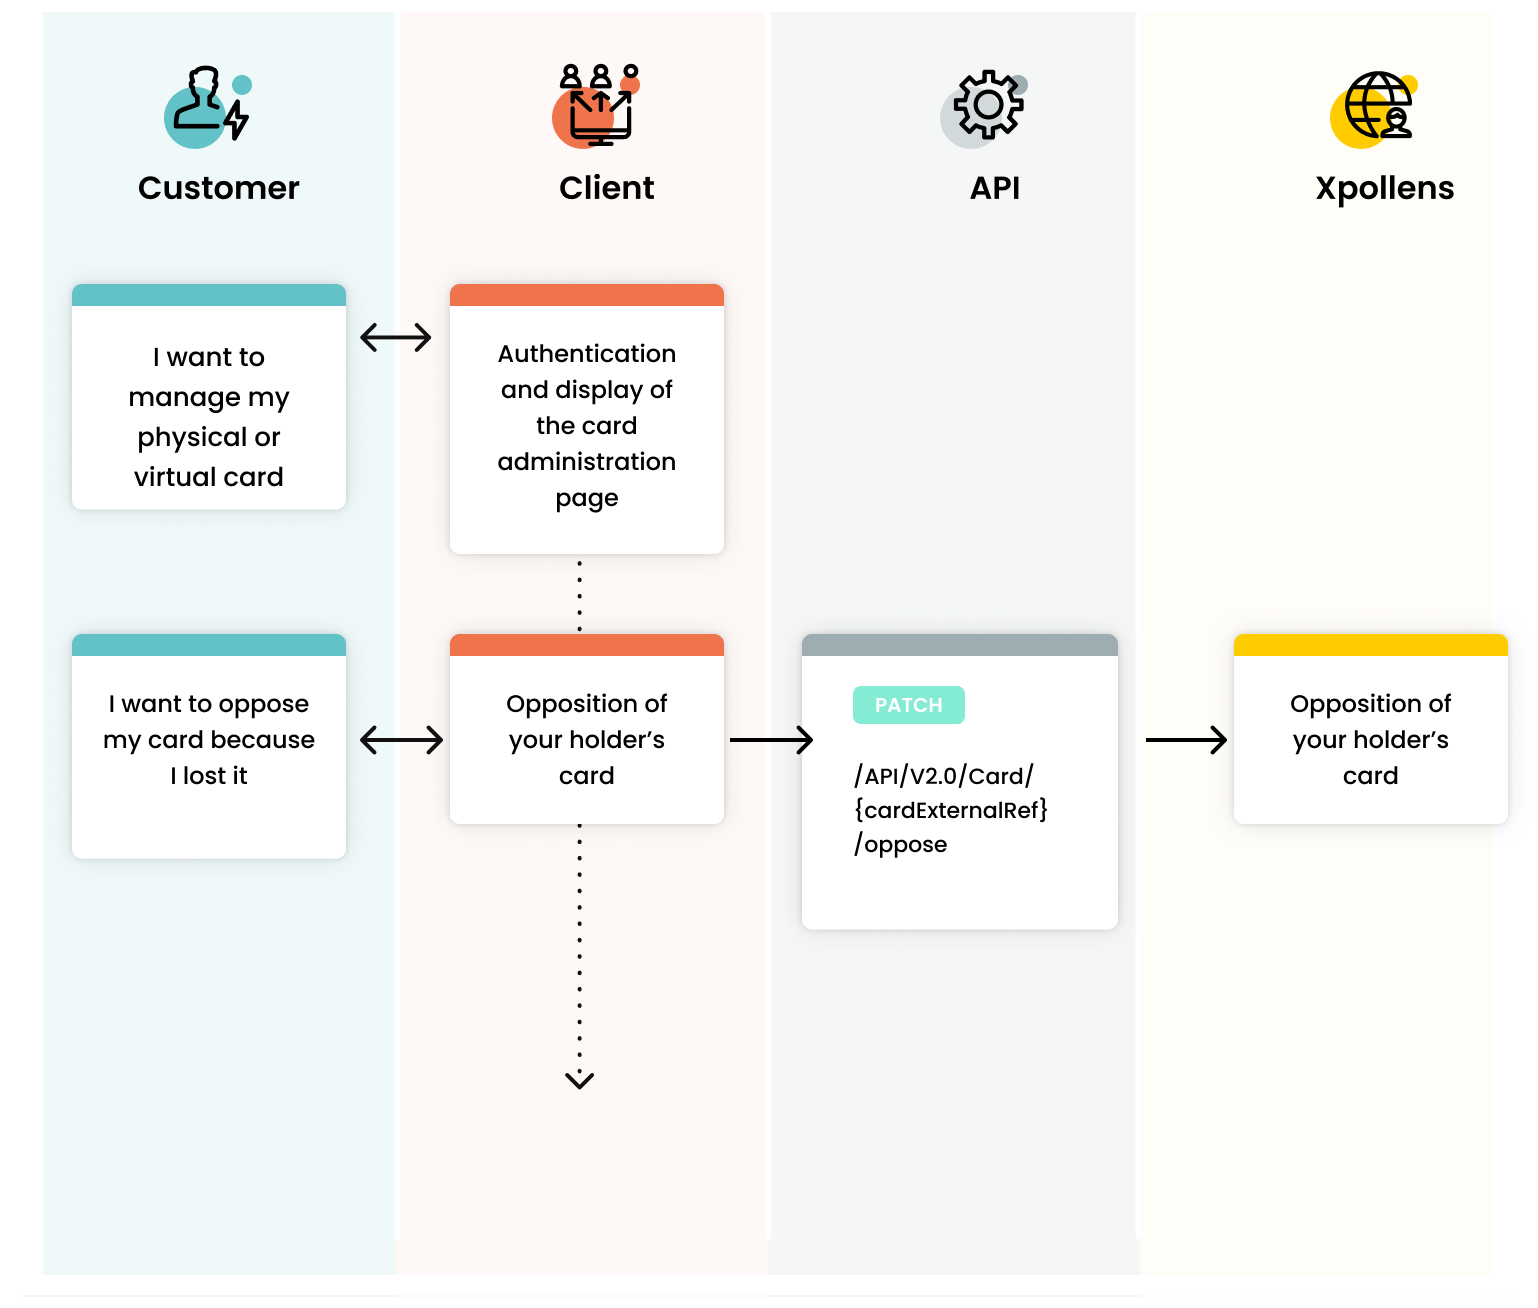 Customer
Client
API
Xpollens
I want to
manage my
physical or
virtual card
Authentication
and display of
the card
administration
page
I want to oppose
my card because
I lost it
Opposition of
your holder’s
card
PATCH
/API/V2.0/Card/
{cardExternalRef}
/oppose
Opposition of
your holder’s
card